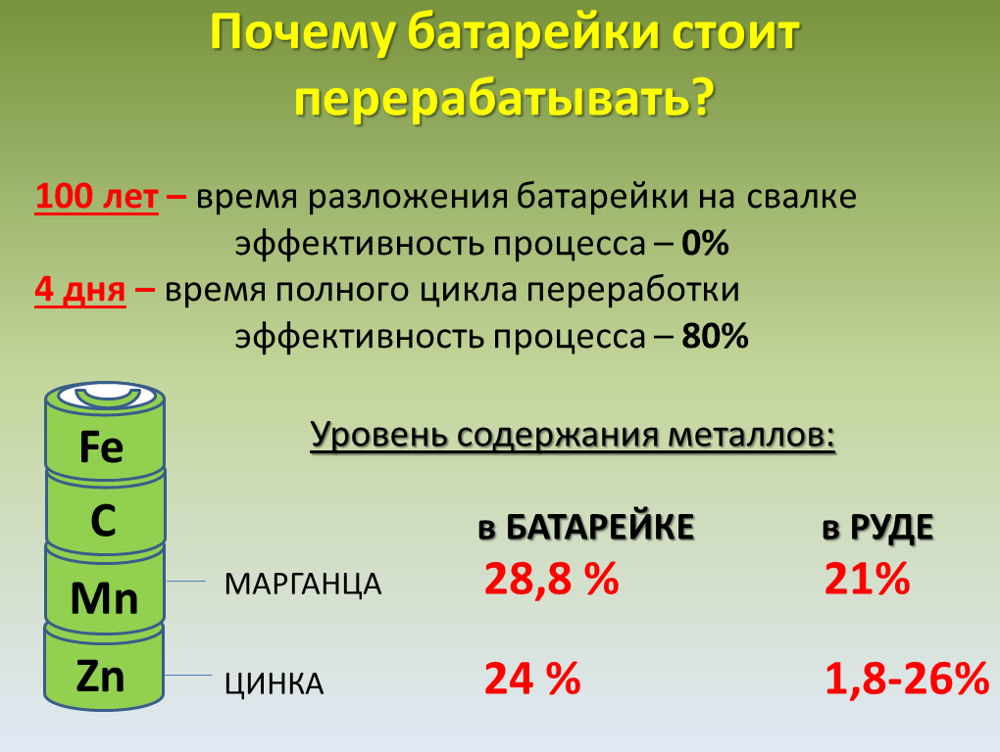 Почему батарейки стоит
перерабатывать?
100 лет – время разложения батарейки на свалке
эффективность процесса – 0%
4 дня – время полного цикла переработки
эффективность процесса – 80%
Fe
Уровень содержания металлов:
C
в БАТАРЕЙКЕ в РУДЕ
Mn МАРГАНЦА 28,8 % 21%
Zn ЦИНКА 24 % 1,8-26%